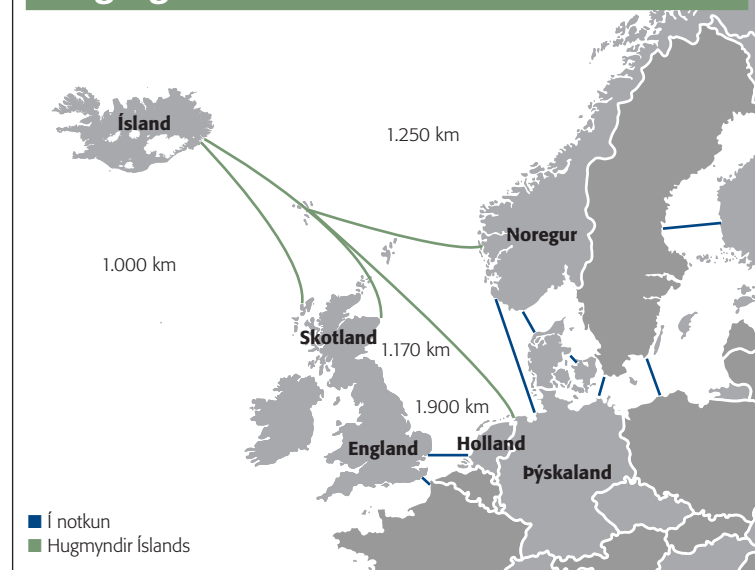 Ísland
1.250 km
Noregur
1.000 km
Skotland
1.170 km
1.900 km
England
Holland
Þýskaland
Í notkun
Hugmyndir Íslands